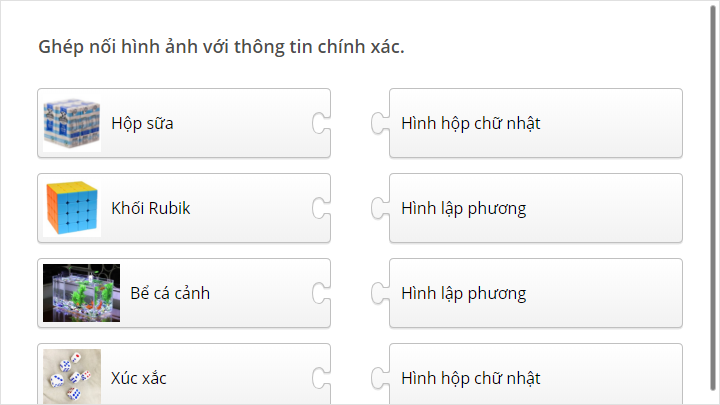 Ghép nối hình ảnh với thông tin chính xác.
Hộp sữa
Hình hộp chữ nhật
Khối Rubik
Hình lập phương
Bể cá cảnh
Hình lập phương
Xúc xắc
Hình hộp chữ nhật